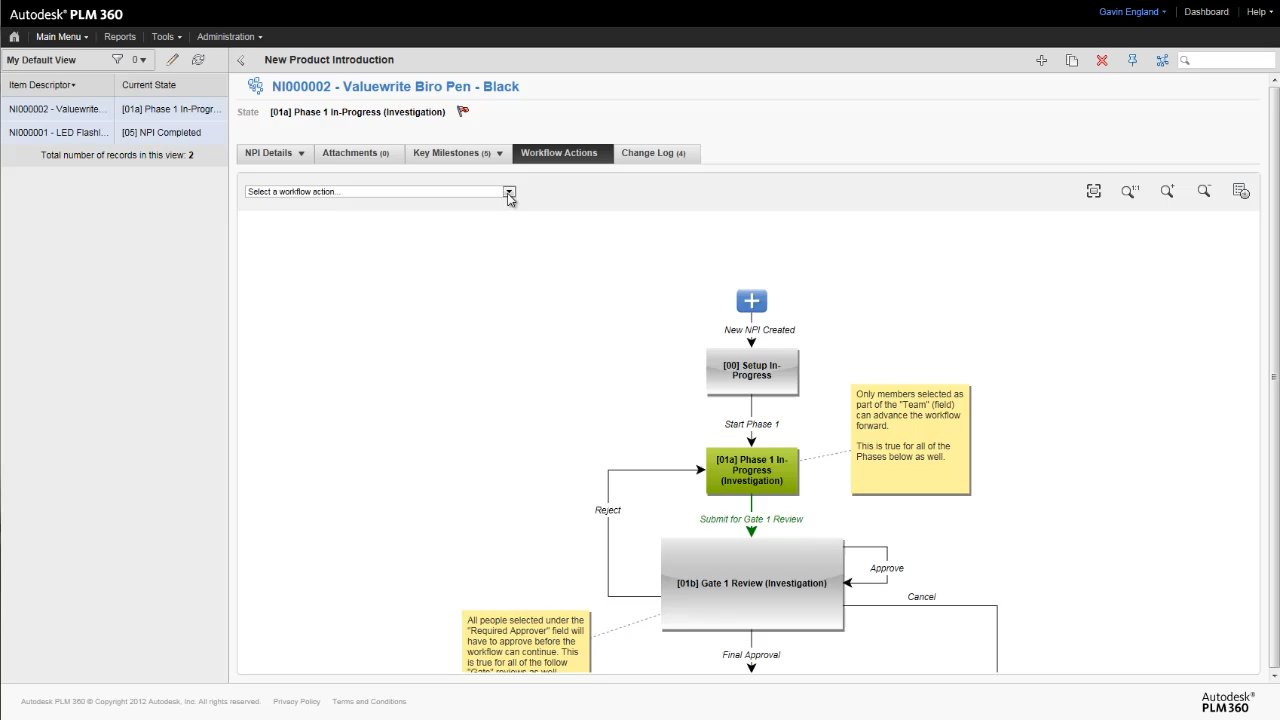 Autodesk® PLM 360
Gavin England
Dashboard
Help
Main Menu
Reports
Tools
Administration
My Default View
0
New Product Introduction
Item Descriptor
Current State
NI000002 - Valuewrite...
[01a] Phase 1 In-Progr...
NI000001 - LED Flashl...
[05] NPI Completed
Total number of records in this view: 2
NI000002 - Valuewrite Biro Pen - Black
State
[01a] Phase 1 In-Progress (Investigation)
NPI Details
Attachments (0)
Key Milestones (5)
Workflow Actions
Change Log (4)
Select a workflow action...
1:1
New NPI Created
[00] Setup In-
Progress
Start Phase 1
Only members selected as
part of the "Team" (field)
can advance the workflow
forward.
This is true for all of the
Phases below as well.
[01a] Phase 1 In-
Progress
(Investigation)
Reject
Submit for Gate 1 Review
[01b] Gate 1 Review (Investigation)
Approve
Cancel
All people selected under the
"Required Approver" field will
have to approve before the
workflow can continue. This
is true for all of the follow
"Gate" reviews as well
Final Approval
Autodesk PLM 360 © Copyright 2012 Autodesk, Inc. All rights reserved.
Privacy Policy
Terms and Conditions
Autodesk®
PLM 360